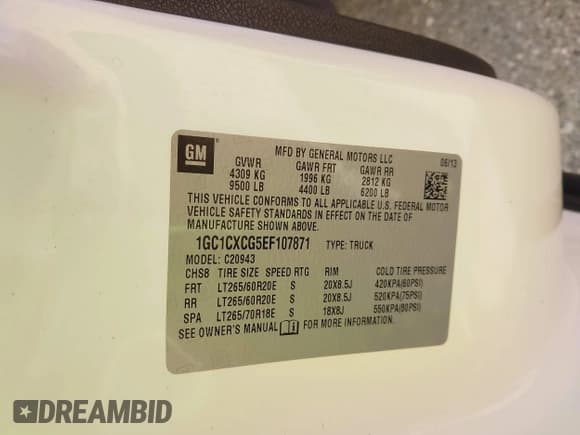 GM
MFD BY GENERAL MOTORS LLC 06/13
GVWR GAWR FRT GAWR RR
4309 KG 1996 KG 2812 KG
9500 LB 4400 LB 6200 LB
THIS VEHICLE CONFORMS TO ALL APPLICABLE U.S. FEDERAL MOTOR
VEHICLE SAFETY STANDARDS IN EFFECT ON THE DATE OF
MANUFACTURE SHOWN ABOVE.
1GC1CXCG5EF107871 TYPE: TRUCK
MODEL: C20943
CHS8 TIRE SIZE SPEED RTG RIM COLD TIRE PRESSURE
FRT LT265/60R20E S 20X8.5J 420KPA(60PSI)
RR LT265/60R20E S 20X8.5J 520KPA(75PSI)
SPA LT265/70R18E S 18X8J 550KPA(80PSI)
SEE OWNER'S MANUAL FOR MORE INFORMATION.
DREAMBID